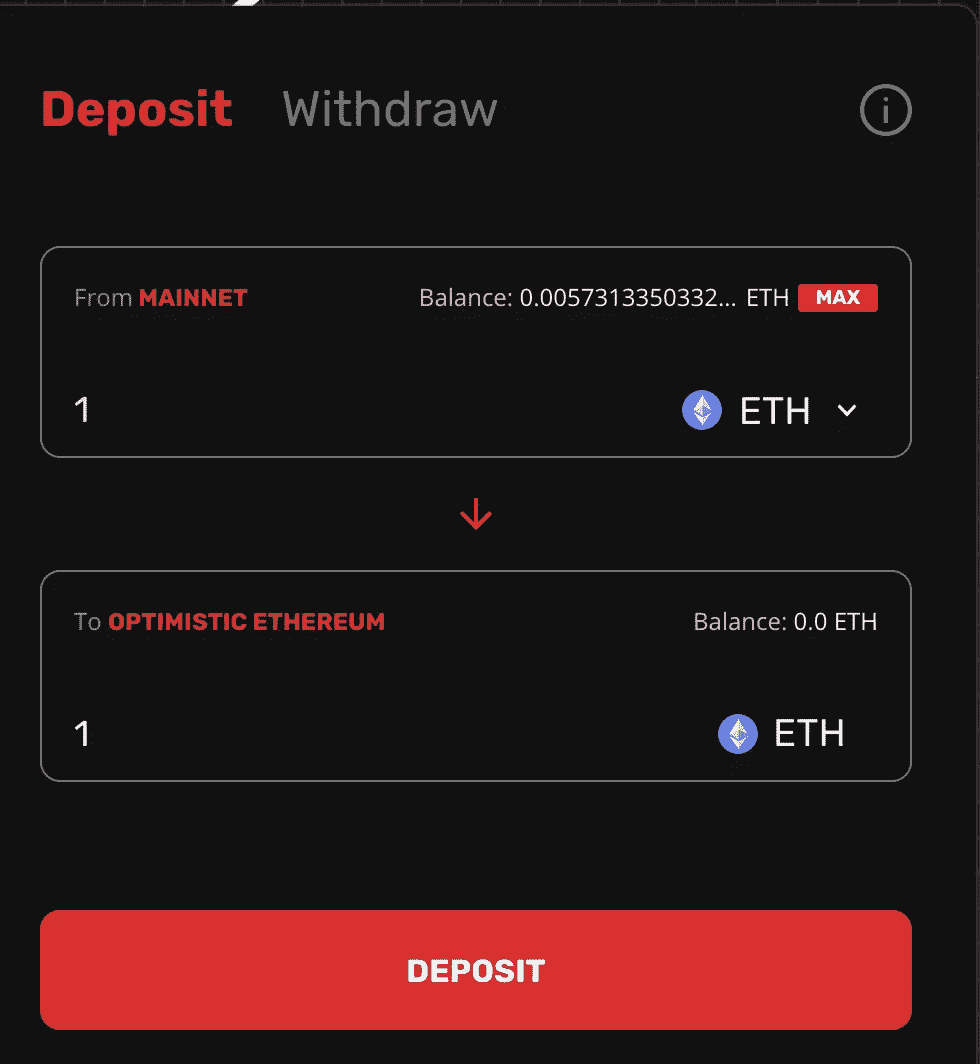 Deposit Withdraw i
From MAINNET Balance: 0.0057313350332... ETH MAX
1 ETH
To OPTIMISTIC ETHEREUM Balance: 0.0 ETH
1 ETH
DEPOSIT